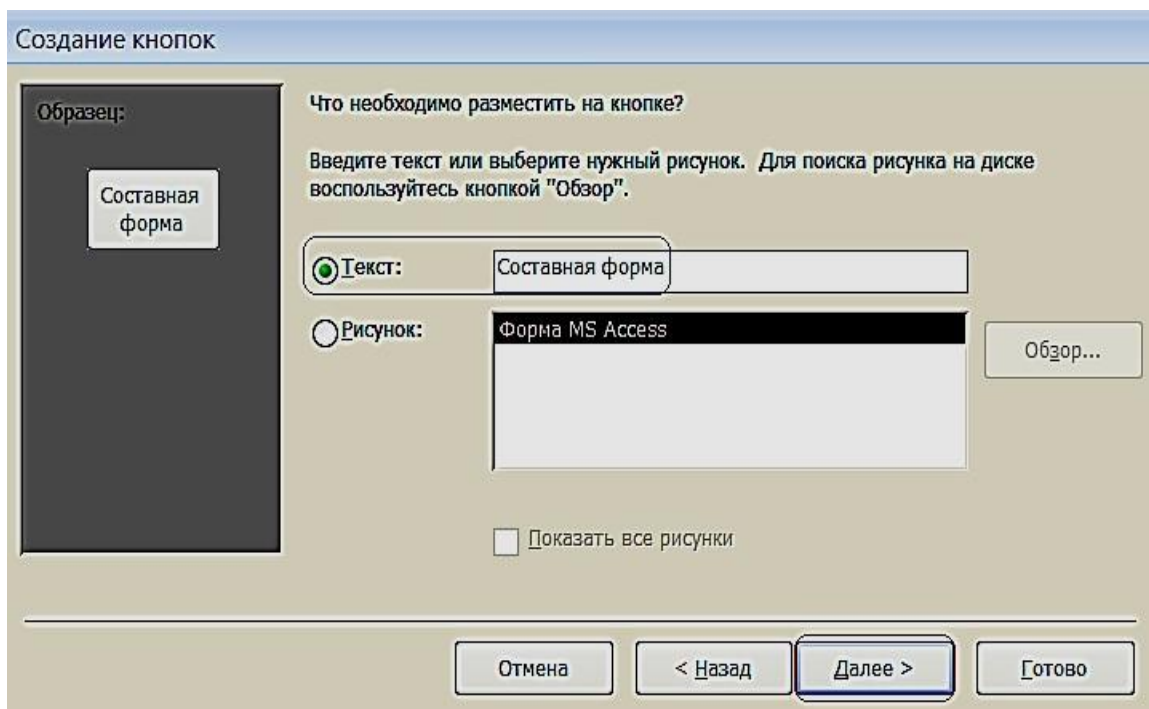 Создание кнопок
Образец:
Составная
форма
Что необходимо разместить на кнопке?
Введите текст или выберите нужный рисунок. Для поиска рисунка на диске
воспользуйтесь кнопкой "Обзор".
Текст:
Составная форма
Рисунок:
Форма MS Access
Обзор...
Показать все рисунки
Отмена
< Назад
Далее >
Готово